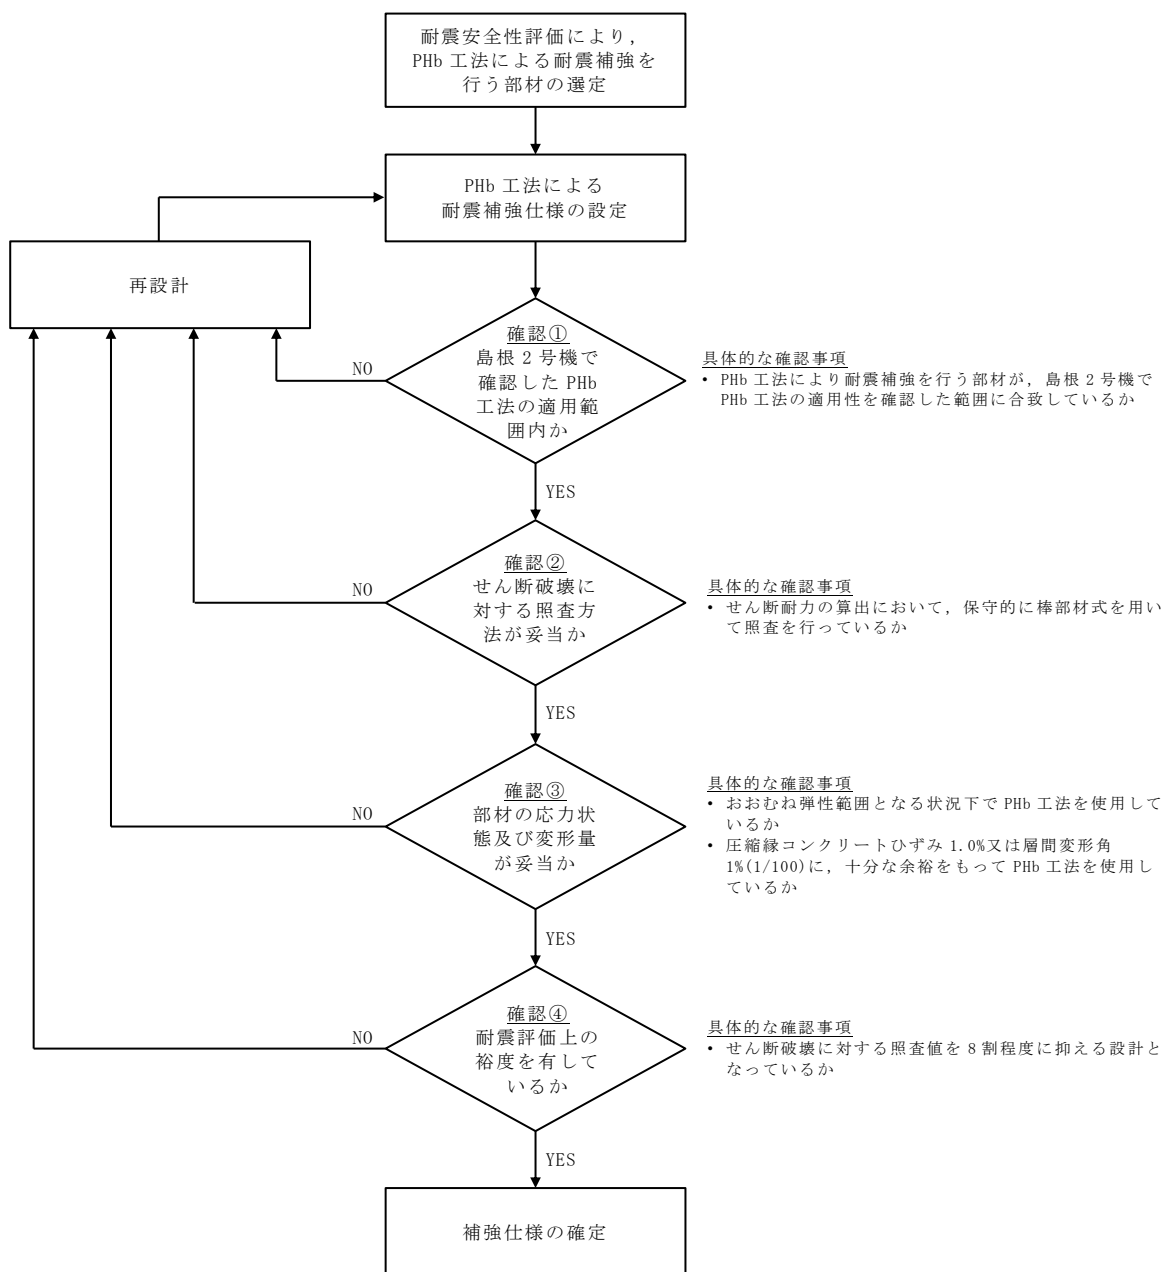 耐震安全性評価により，
PHb 工法による耐震補強を
行う部材の選定
PHb 工法による
耐震補強仕様の設定
再設計
確認①
島根 2 号機で
確認した PHb
工法の適用範
囲内か
NO
具体的な確認事項
• PHb 工法により耐震補強を行う部材が，島根 2 号機で
PHb 工法の適用性を確認した範囲に合致しているか
YES
確認②
せん断破壊に
対する照査方
法が妥当か
NO
具体的な確認事項
• せん断耐力の算出において，保守的に棒部材式を用い
て照査を行っているか
YES
確認③
部材の応力状
態及び変形量
が妥当か
NO
具体的な確認事項
• おおむね弾性範囲となる状況下で PHb 工法を使用して
いるか
• 圧縮縁コンクリートひずみ 1.0%又は層間変形角
1%(1/100)に，十分な余裕をもって PHb 工法を使用し
ているか
YES
確認④
耐震評価上の
裕度を有して
いるか
NO
具体的な確認事項
• せん断破壊に対する照査値を 8 割程度に抑える設計と
なっているか
YES
補強仕様の確定